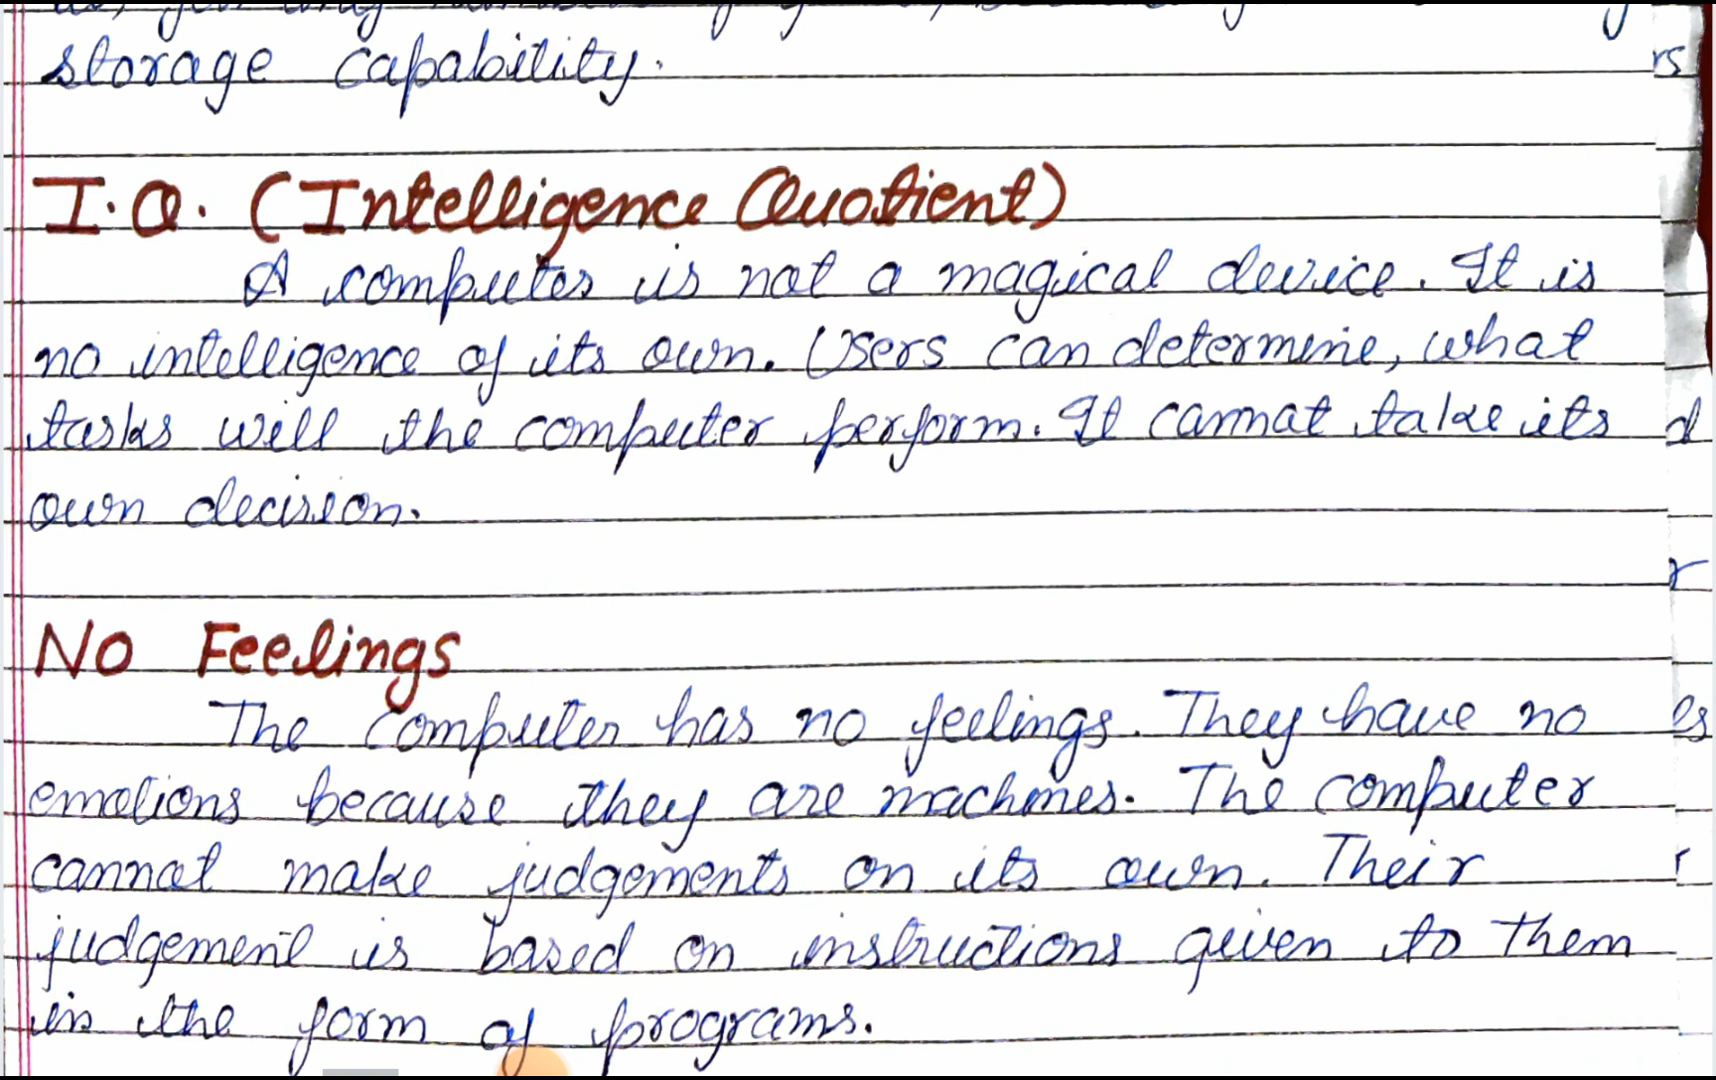 storage capability.
rs
I.Q. (Intelligence Quotient)
A computer is not a magical device. It is
no intelligence of its own. Users can determine, what
tasks will the computer perform. It cannot take its
d
own decision.
r
No Feelings
The computer has no feelings. They have no
es
emotions because they are machines. The computer
cannot make judgements on its own. Their
r
judgement is based on instructions given to them
in the form of programs.